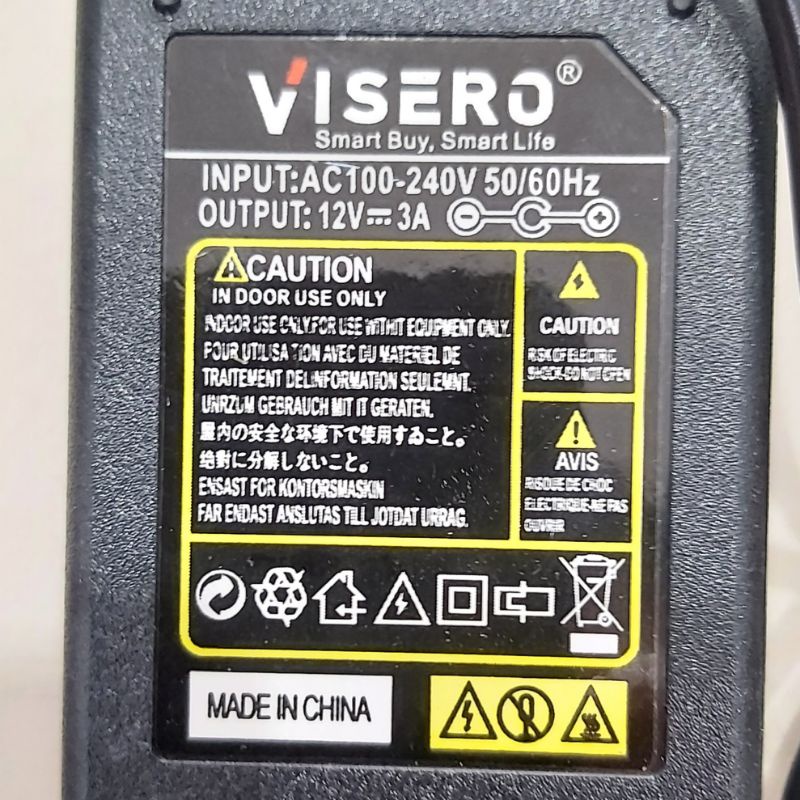 VISERO®
Smart Buy, Smart Life
INPUT:AC100-240V 50/60Hz
OUTPUT: 12V⎓3A
CAUTION
IN DOOR USE ONLY
INDOOR USE ONLY.FOR USE WITH IT EQUIPMENT ONLY.
POUR UTILISA TION AVEC DU MATERIEL DE
TRAITEMENT DELINFORMATION SEULEMNT.
UNRZUM GEBRAUCH MIT IT GERATEN.
屋内の安全な环境下で使用すゐこと。
绝對に分解しないこと。
ENSAST FOR KONTORSMASKIN
FAR ENDAST ANSLUTAS TILL JOTDAT URRAG.
CAUTION
RISK OF ELECTRIC
SHOCK-DO NOT OPEN
AVIS
RISQUE DE CHOC
ELECTRIQUE-NE PAS
OUVRIR
MADE IN CHINA